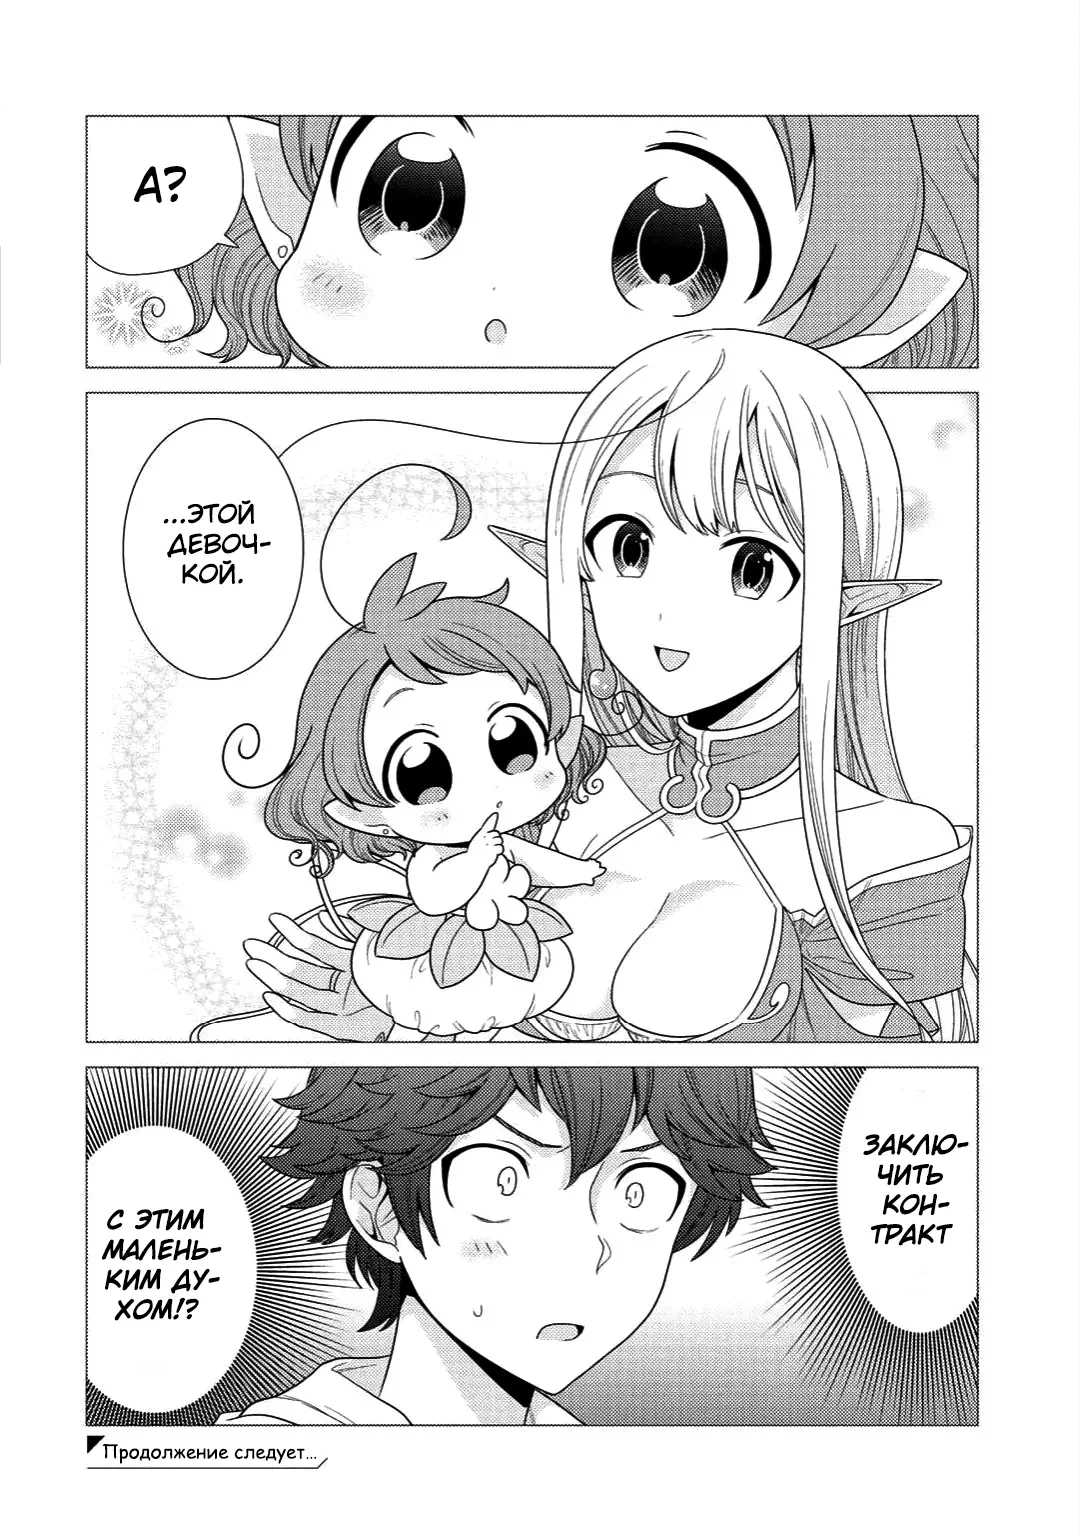 А?
...ЭТОЙ
ДЕВОЧ-
КОЙ.
ЗАКЛЮ-
ЧИТЬ
КОН-
ТРАКТ
С ЭТИМ
МАЛЕНЬ-
КИМ ДУ-
ХОМ!?
Продолжение следует...